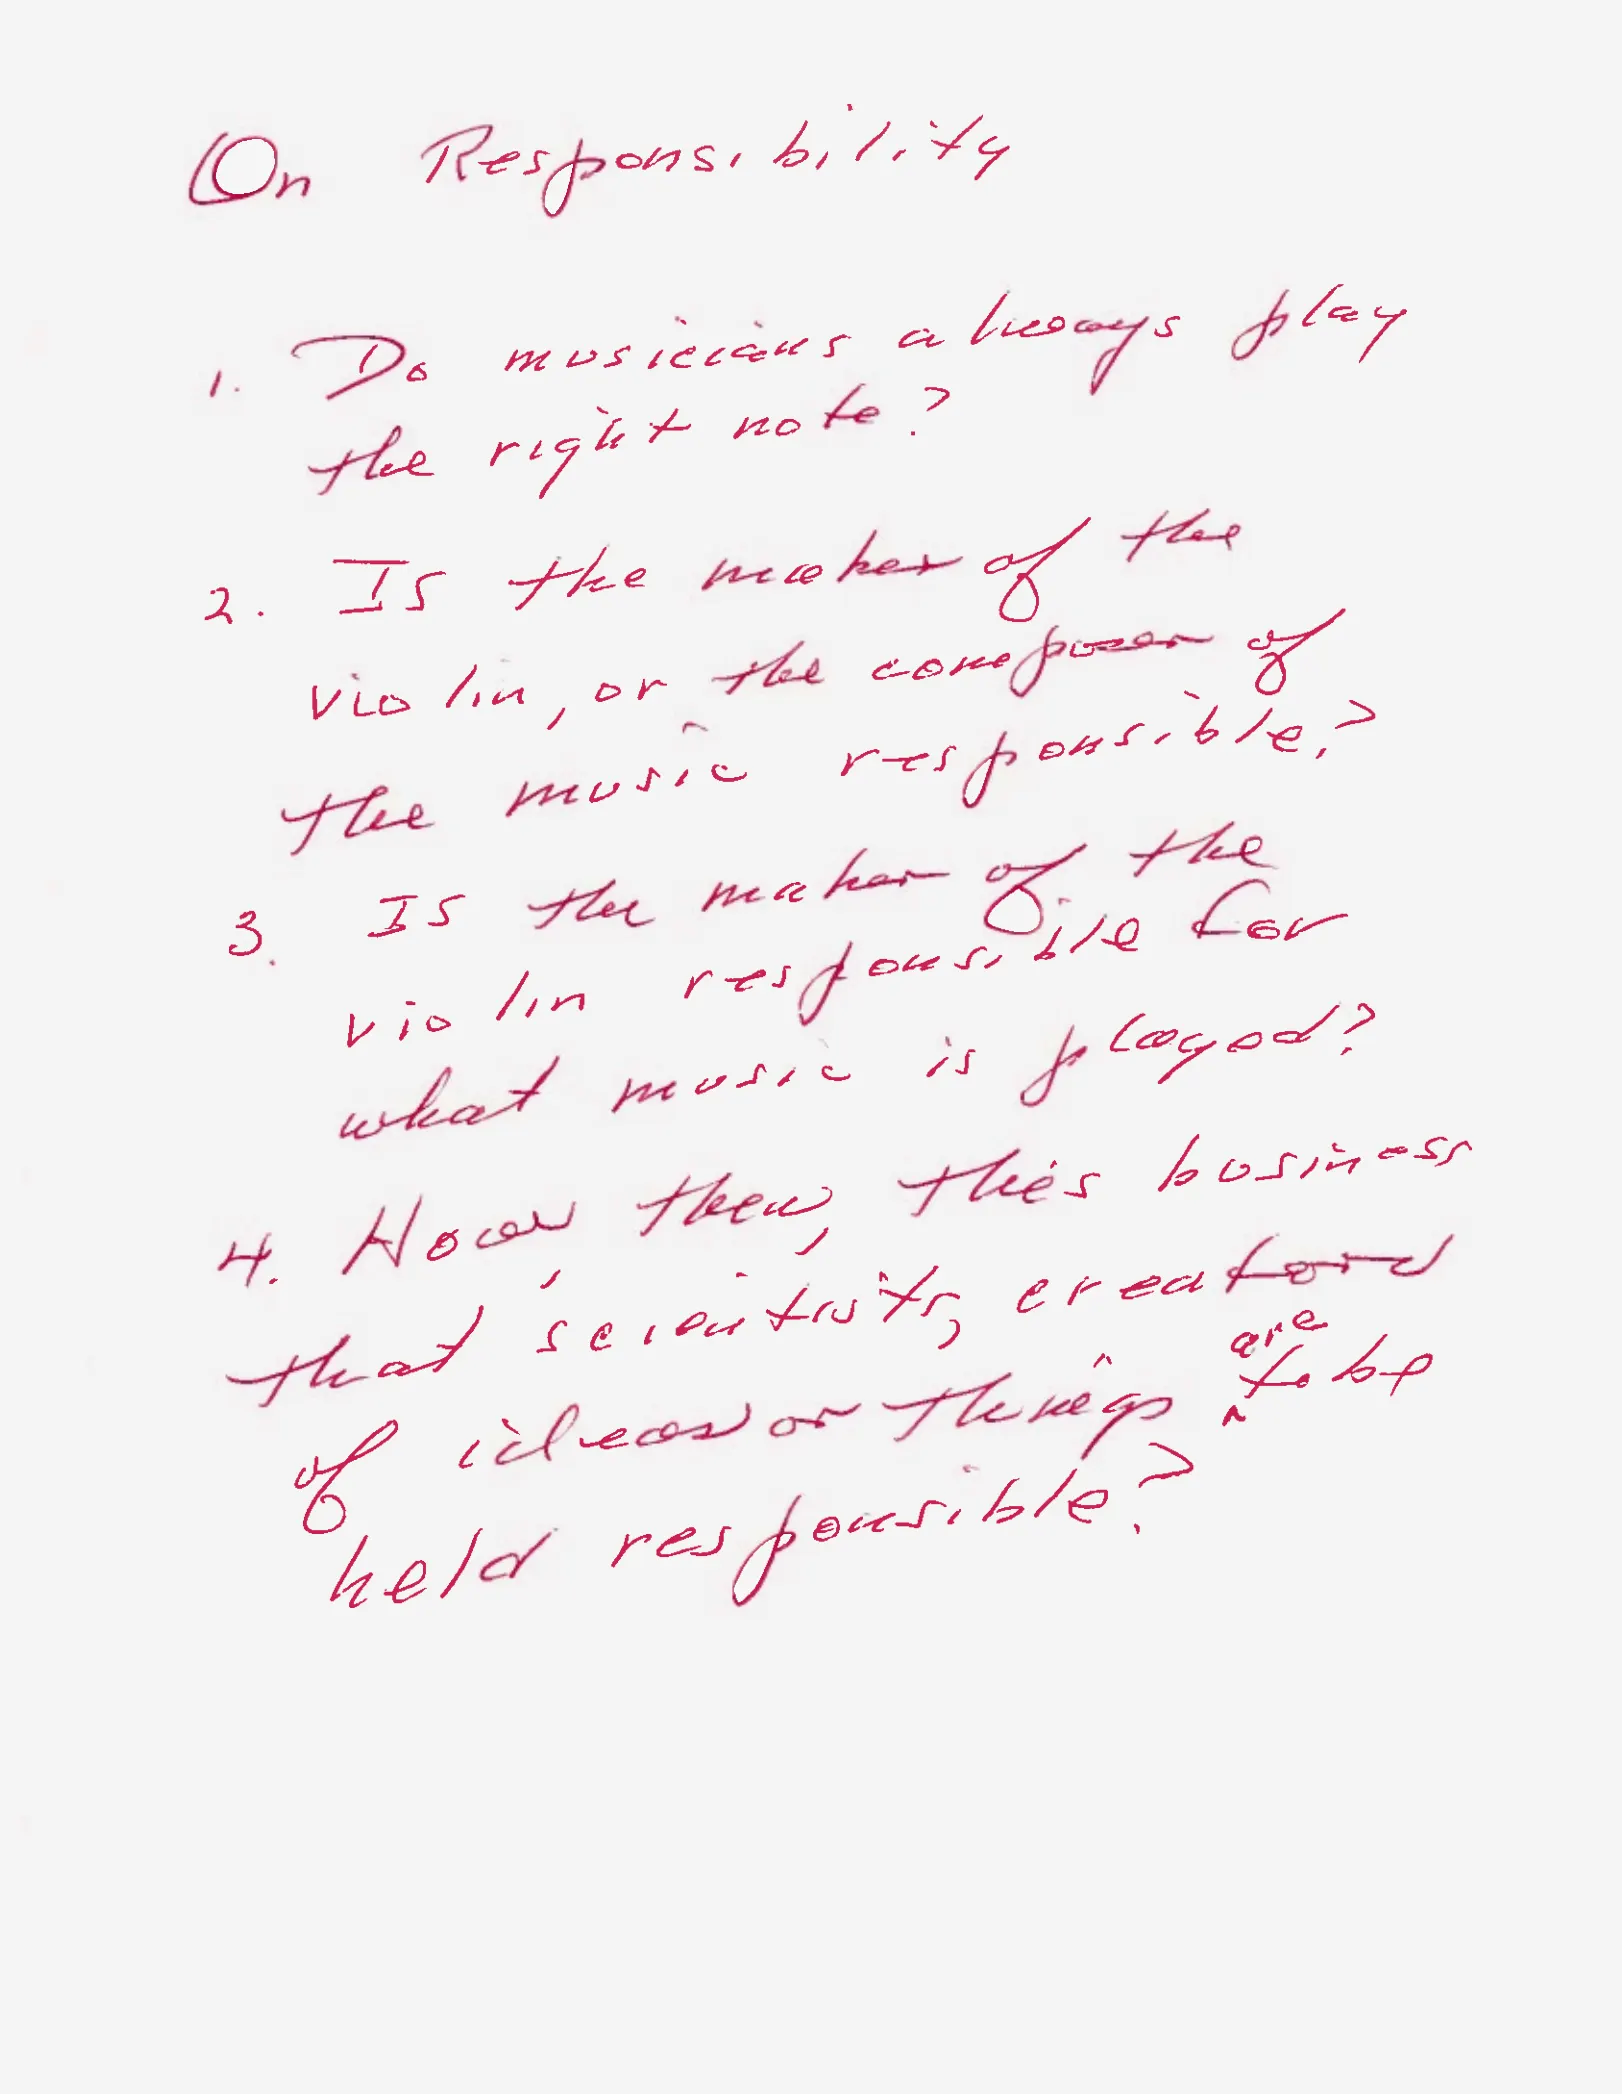 On Responsibility
1. Do musicians always play
the right note?
2. Is the maker of the
violin, or the composer of
the music responsible?
3. Is the maker of the
violin responsible for
what music is played?
4. How, then, this business
that scientists, creators
of ideas or things are to be
held responsible?